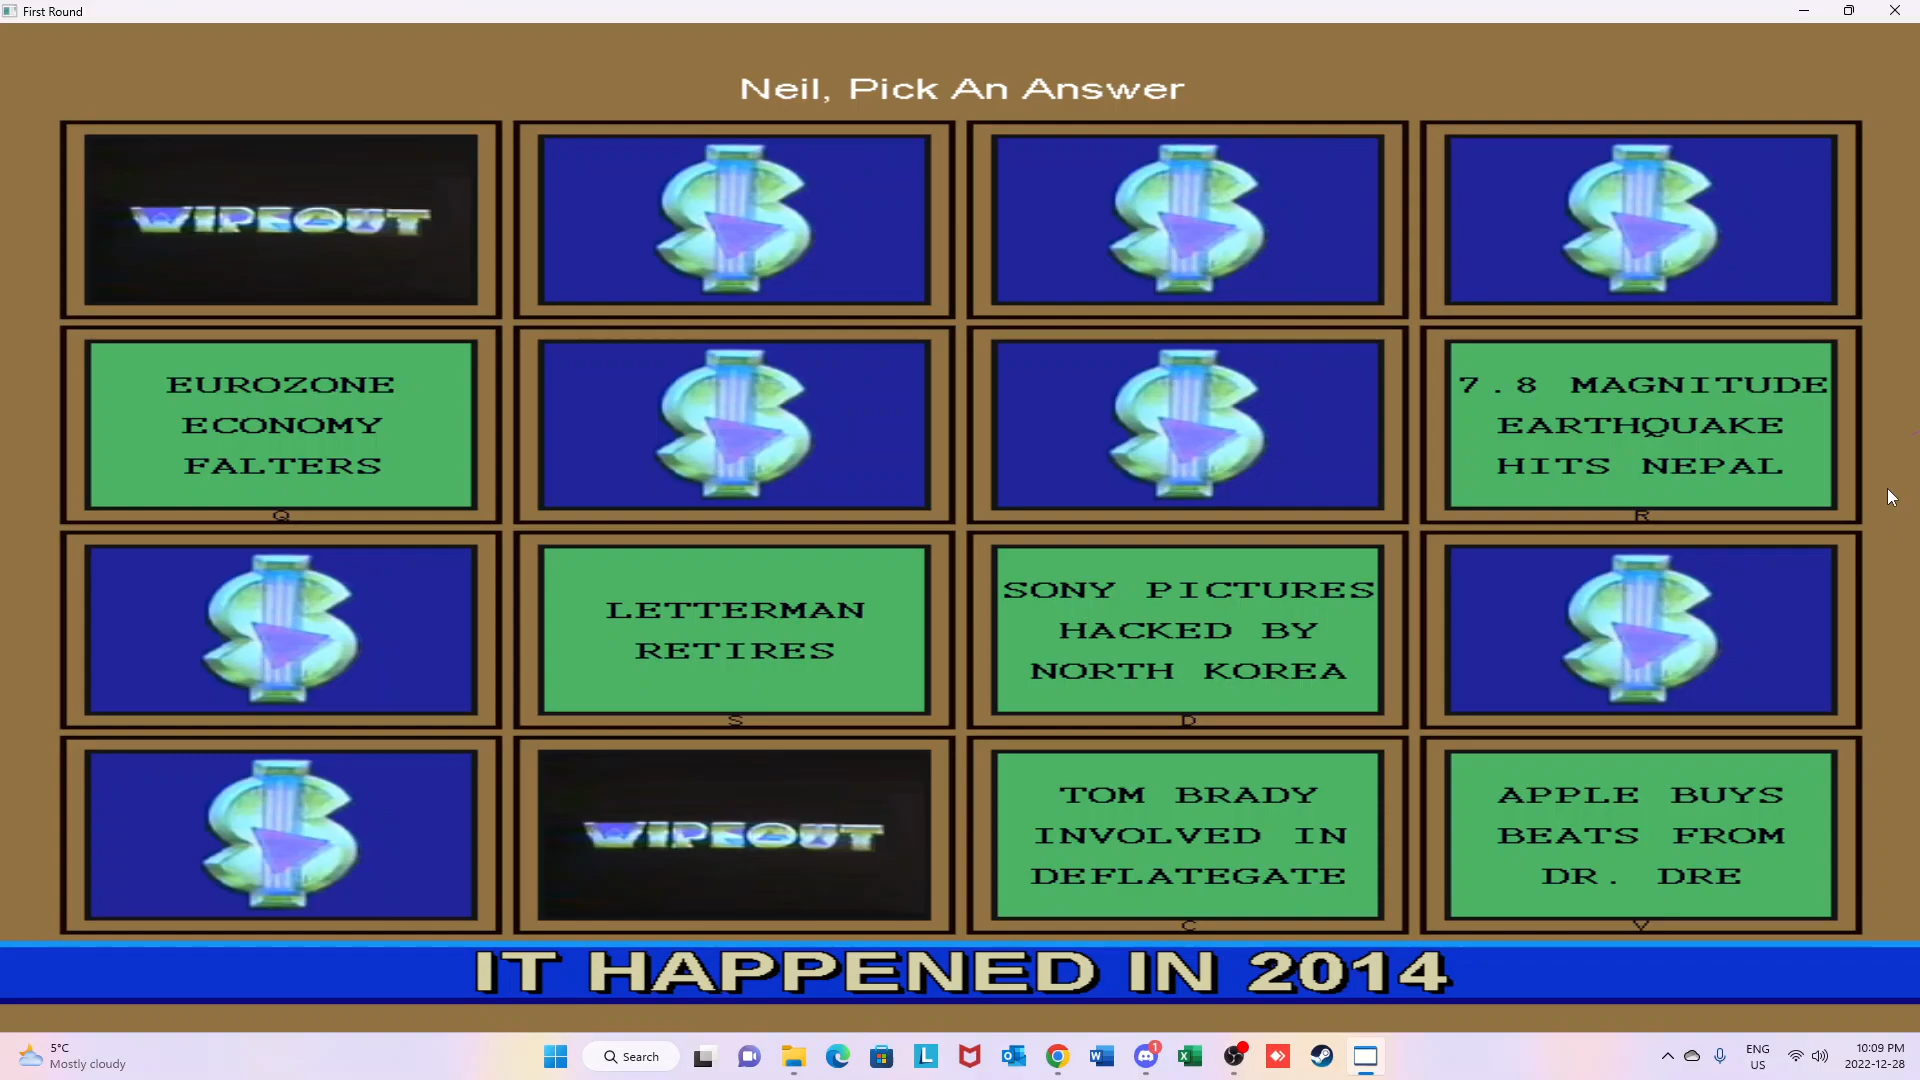 First Round
Neil, Pick An Answer
WIPEOUT
EUROZONE
ECONOMY
FALTERS
Q
7.8 MAGNITUDE
EARTHQUAKE
HITS NEPAL
R
LETTERMAN
RETIRES
S
SONY PICTURES
HACKED BY
NORTH KOREA
D
WIPEOUT
TOM BRADY
INVOLVED IN
DEFLATEGATE
C
APPLE BUYS
BEATS FROM
DR. DRE
V
IT HAPPENED IN 2014
5°C
Mostly cloudy
Search
1
ENG
US
10:09 PM
2022-12-28